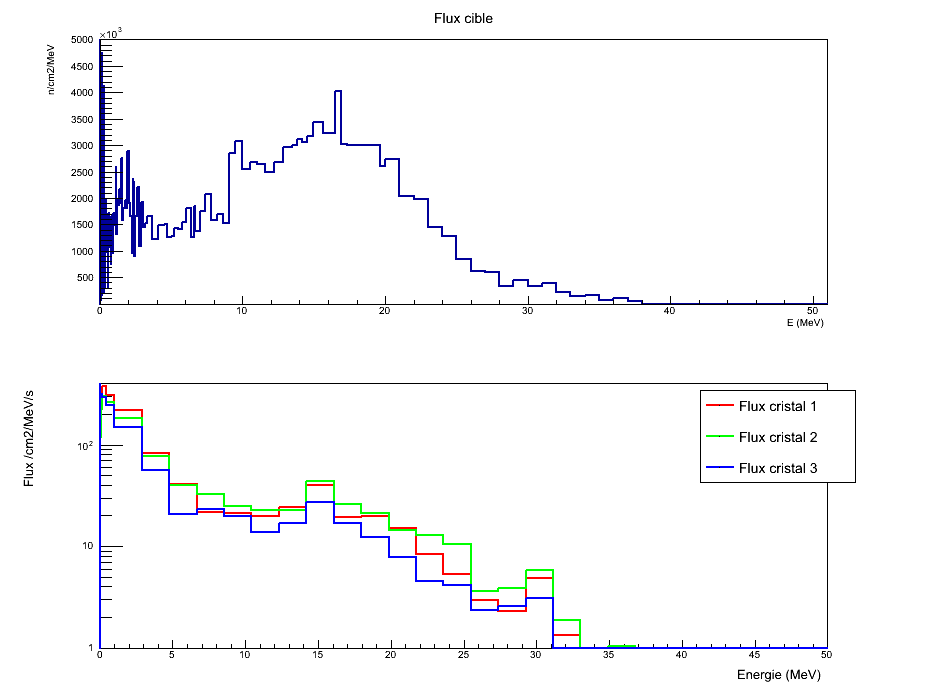 Flux cible
×10³
n/cm2/MeV
5000
4500
4000
3500
3000
2500
2000
1500
1000
500
0 10 20 30 40 50
E (MeV)
Flux /cm2/MeV/s
10²
10
1
Flux cristal 1
Flux cristal 2
Flux cristal 3
0 5 10 15 20 25 30 35 40 45 50
Energie (MeV)